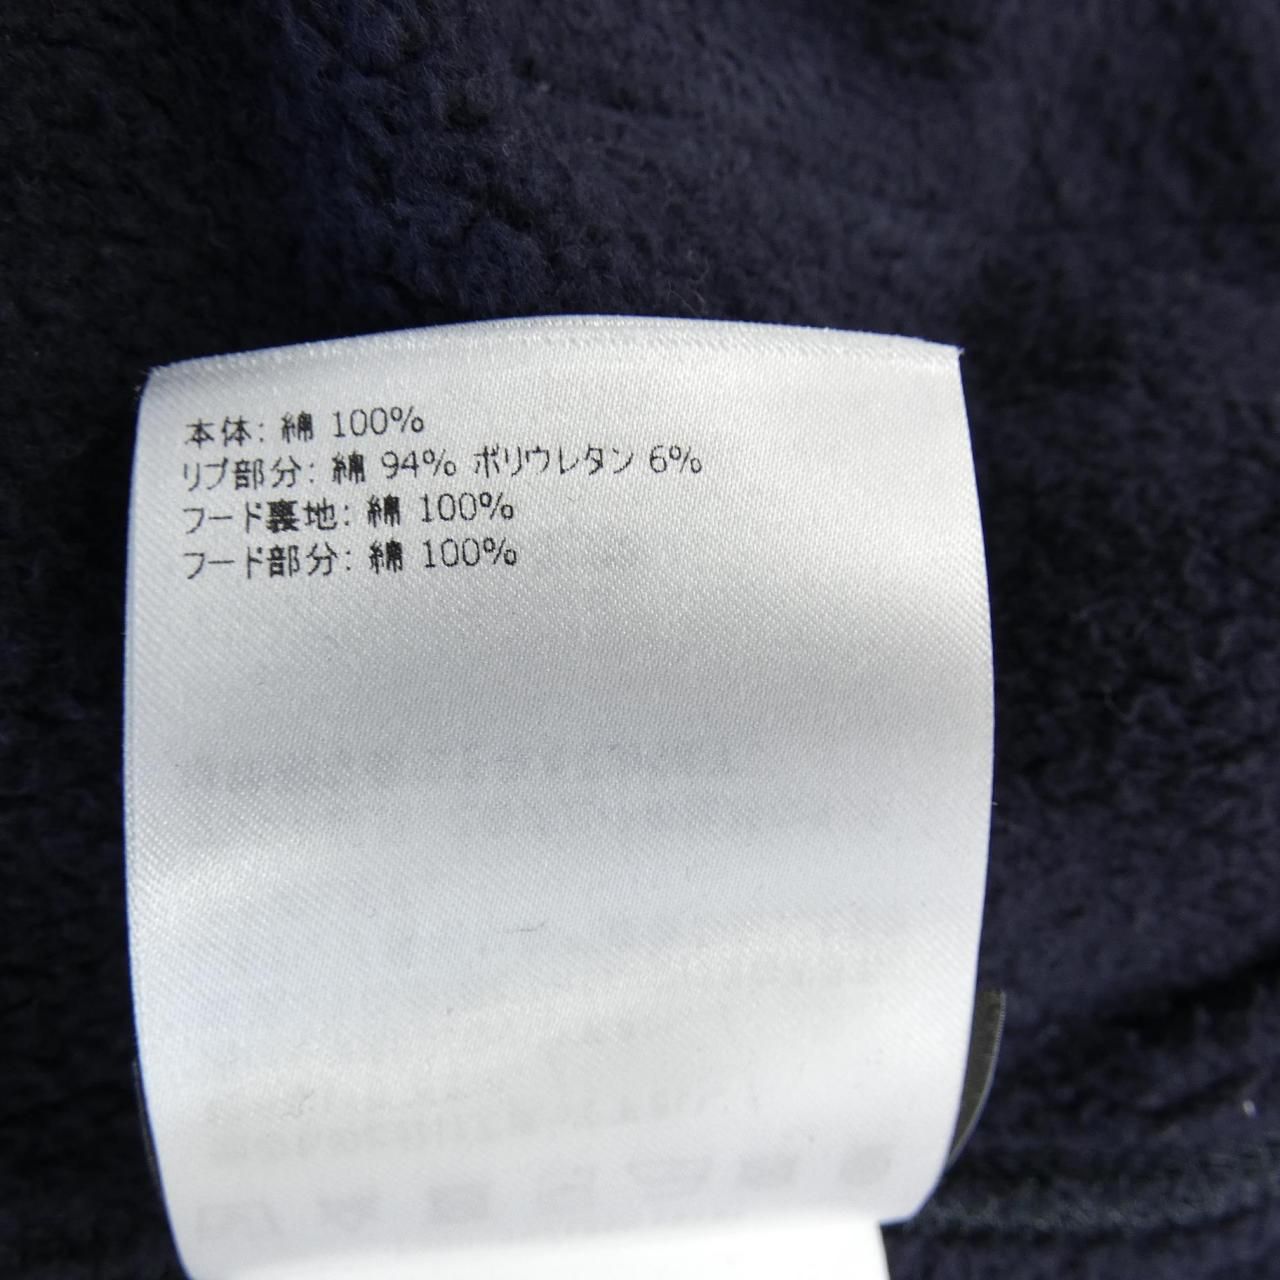 本体: 綿 100%
リブ部分: 綿 94% ポリウレタン 6%
フード裏地: 綿 100%
フード部分: 綿 100%